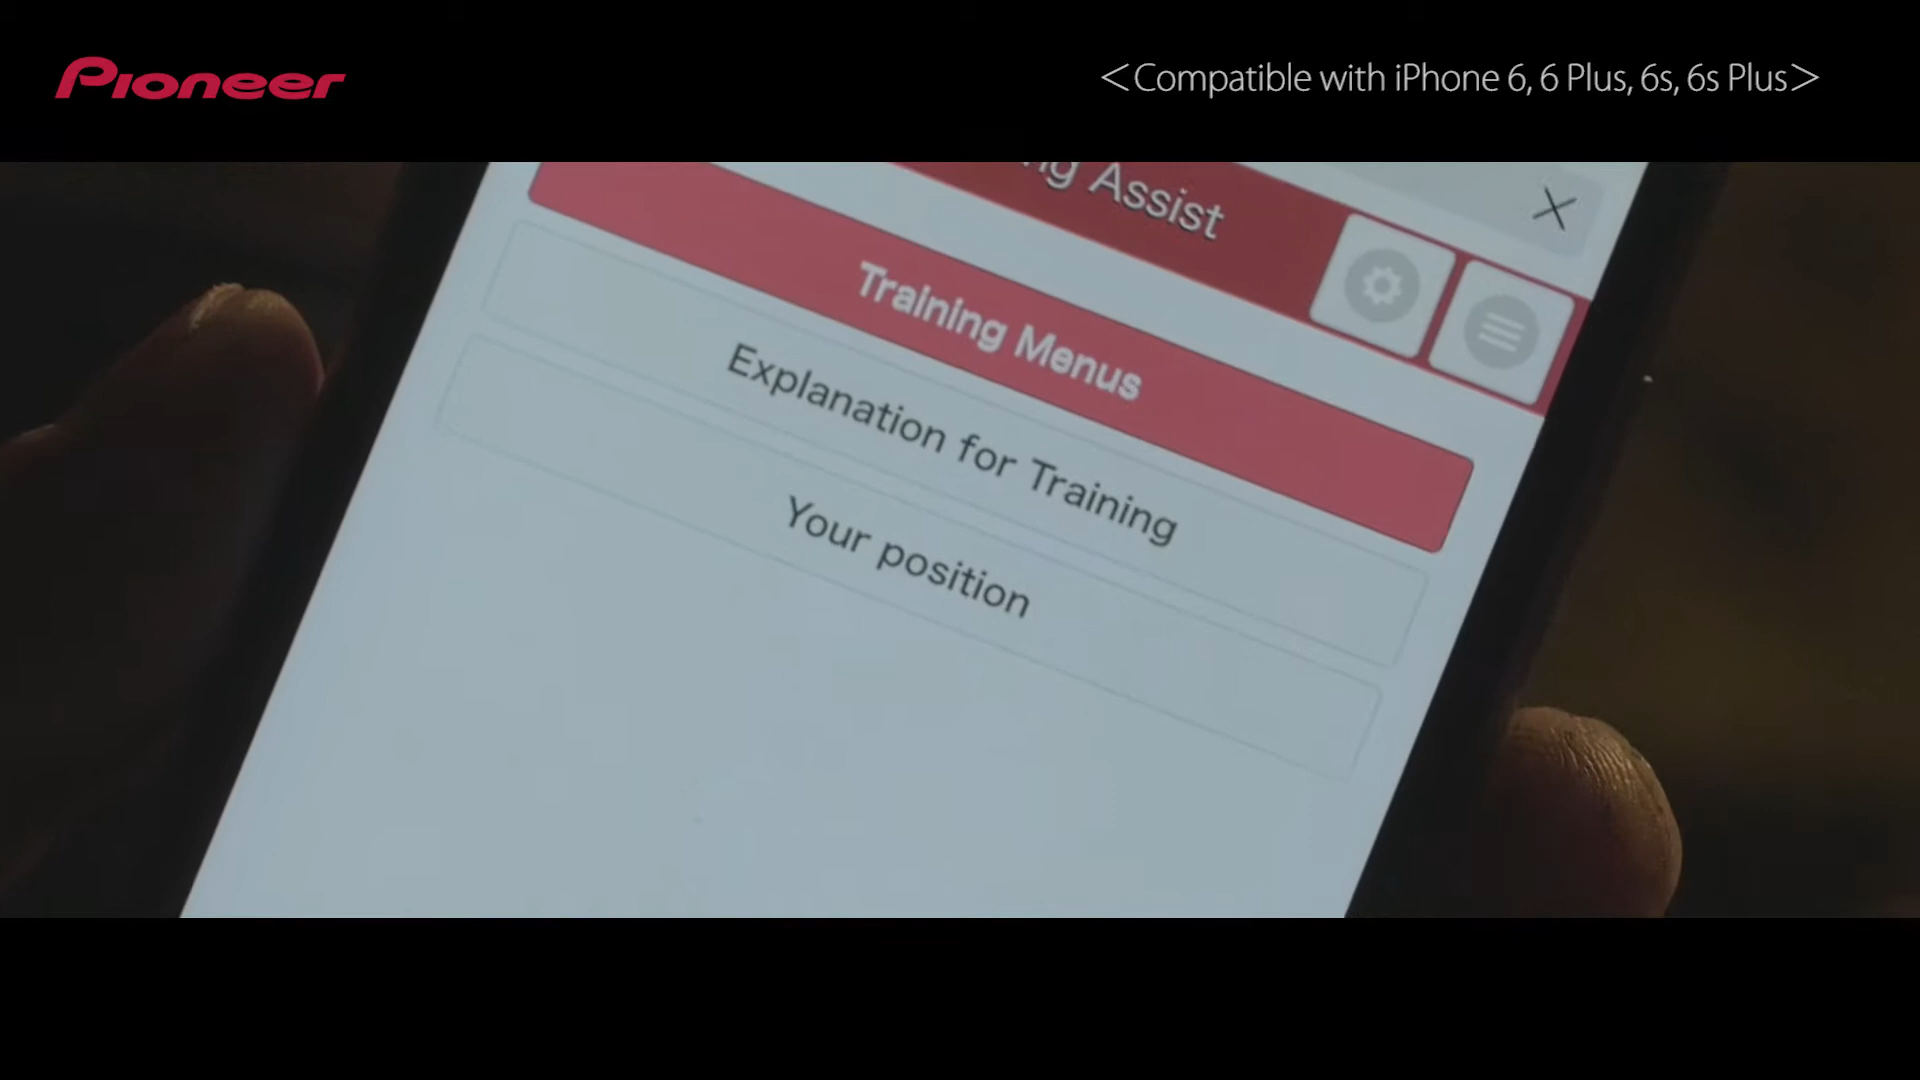 Pioneer
<Compatible with iPhone 6, 6 Plus, 6s, 6s Plus>
Assist
Training Menus
Explanation for Training
Your position